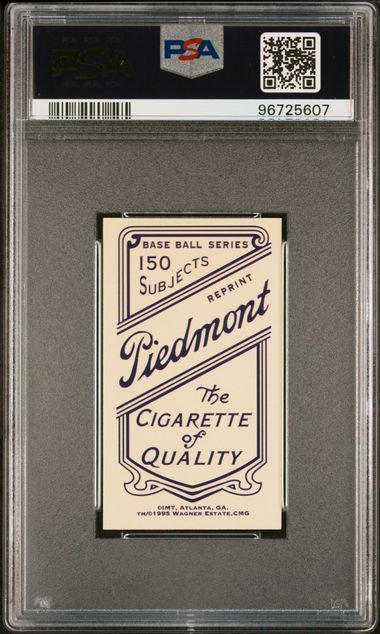 PSA
PSA
96725607
BASE BALL SERIES
150
SUBJECTS
REPRINT
Piedmont
The
CIGARETTE
of
QUALITY
©IMT, ATLANTA, GA.
TM/©1995 WAGNER ESTATE, CMG